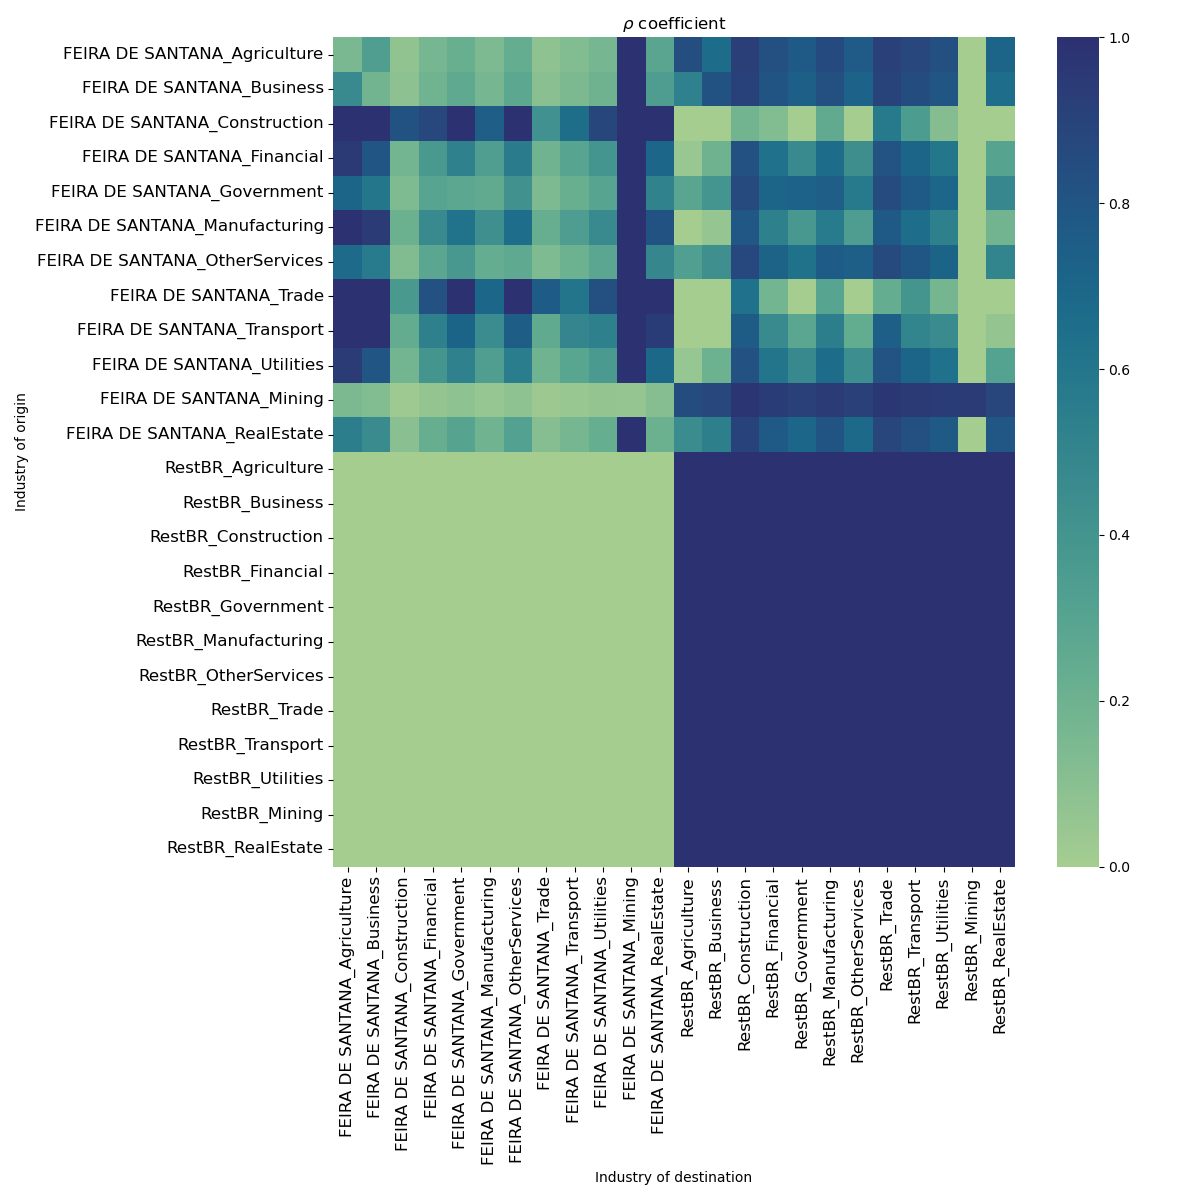 ρ coefficient
FEIRA DE SANTANA_Agriculture
FEIRA DE SANTANA_Business
FEIRA DE SANTANA_Construction
FEIRA DE SANTANA_Financial
FEIRA DE SANTANA_Government
FEIRA DE SANTANA_Manufacturing
FEIRA DE SANTANA_OtherServices
FEIRA DE SANTANA_Trade
FEIRA DE SANTANA_Transport
FEIRA DE SANTANA_Utilities
FEIRA DE SANTANA_Mining
FEIRA DE SANTANA_RealEstate
RestBR_Agriculture
RestBR_Business
RestBR_Construction
RestBR_Financial
RestBR_Government
RestBR_Manufacturing
RestBR_OtherServices
RestBR_Trade
RestBR_Transport
RestBR_Utilities
RestBR_Mining
RestBR_RealEstate
Industry of origin
FEIRA DE SANTANA_Agriculture
FEIRA DE SANTANA_Business
FEIRA DE SANTANA_Construction
FEIRA DE SANTANA_Financial
FEIRA DE SANTANA_Government
FEIRA DE SANTANA_Manufacturing
FEIRA DE SANTANA_OtherServices
FEIRA DE SANTANA_Trade
FEIRA DE SANTANA_Transport
FEIRA DE SANTANA_Utilities
FEIRA DE SANTANA_Mining
FEIRA DE SANTANA_RealEstate
RestBR_Agriculture
RestBR_Business
RestBR_Construction
RestBR_Financial
RestBR_Government
RestBR_Manufacturing
RestBR_OtherServices
RestBR_Trade
RestBR_Transport
RestBR_Utilities
RestBR_Mining
RestBR_RealEstate
Industry of destination
1.0
0.8
0.6
0.4
0.2
0.0